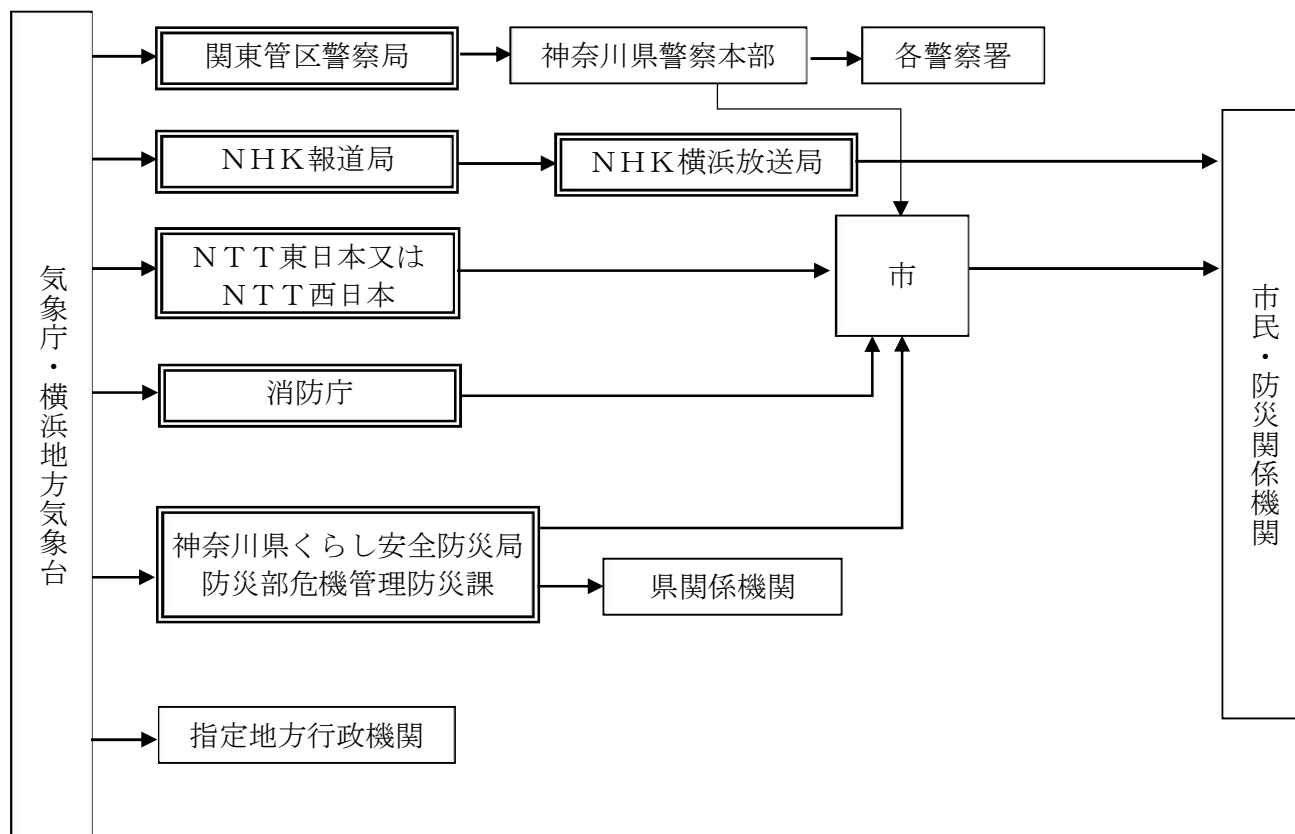 気象庁・横浜地方気象台
関東管区警察局
神奈川県警察本部
各警察署
ＮＨＫ報道局
ＮＨＫ横浜放送局
ＮＴＴ東日本又は
ＮＴＴ西日本
市
消防庁
神奈川県くらし安全防災局
防災部危機管理防災課
県関係機関
指定地方行政機関
市民・防災関係機関